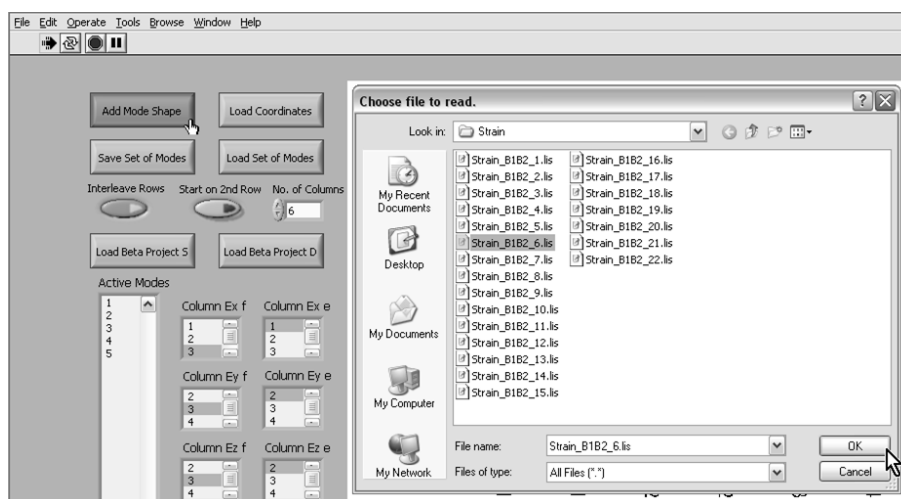 File Edit Operate Tools Browse Window Help
Add Mode Shape
Load Coordinates
Save Set of Modes
Load Set of Modes
Interleave Rows
Start on 2nd Row
No. of Columns
6
Load Beta Project S
Load Beta Project D
Active Modes
1
2
3
4
5
Column Ex f
1
2
3
Column Ex e
1
2
3
Column Ey f
2
3
4
Column Ey e
2
3
4
Column Ez f
2
3
4
Column Ez e
2
3
4
Choose file to read.
Look in:
Strain
My Recent
Documents
Desktop
My Documents
My Computer
My Network
Strain_B1B2_1.lis
Strain_B1B2_2.lis
Strain_B1B2_3.lis
Strain_B1B2_4.lis
Strain_B1B2_5.lis
Strain_B1B2_6.lis
Strain_B1B2_7.lis
Strain_B1B2_8.lis
Strain_B1B2_9.lis
Strain_B1B2_10.lis
Strain_B1B2_11.lis
Strain_B1B2_12.lis
Strain_B1B2_13.lis
Strain_B1B2_14.lis
Strain_B1B2_15.lis
Strain_B1B2_16.lis
Strain_B1B2_17.lis
Strain_B1B2_18.lis
Strain_B1B2_19.lis
Strain_B1B2_20.lis
Strain_B1B2_21.lis
Strain_B1B2_22.lis
File name:
Strain_B1B2_6.lis
OK
Files of type:
All Files (*.*)
Cancel